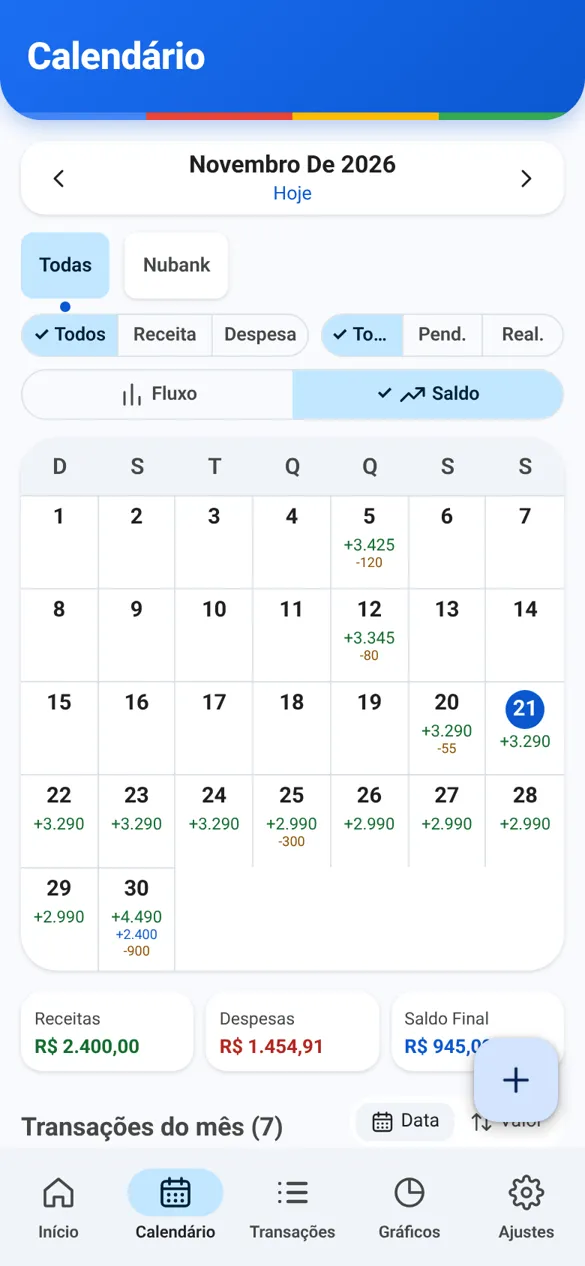 Calendário
Novembro De 2026
Hoje
Todas Nubank
Todos Receita Despesa To... Pend. Real.
Fluxo Saldo
D S T Q Q S S
1 2 3 4 5 6 7
+3.425
-120
8 9 10 11 12 13 14
+3.345
-80
15 16 17 18 19 20 21
+3.290 +3.290
-55
22 23 24 25 26 27 28
+3.290 +3.290 +3.290 +2.990 +2.990 +2.990 +2.990
-300
29 30
+2.990 +4.490
+2.400
-900
Receitas Despesas Saldo Final
R$ 2.400,00 R$ 1.454,91 R$ 945,0
Transações do mês (7) Data Valor
Início Calendário Transações Gráficos Ajustes